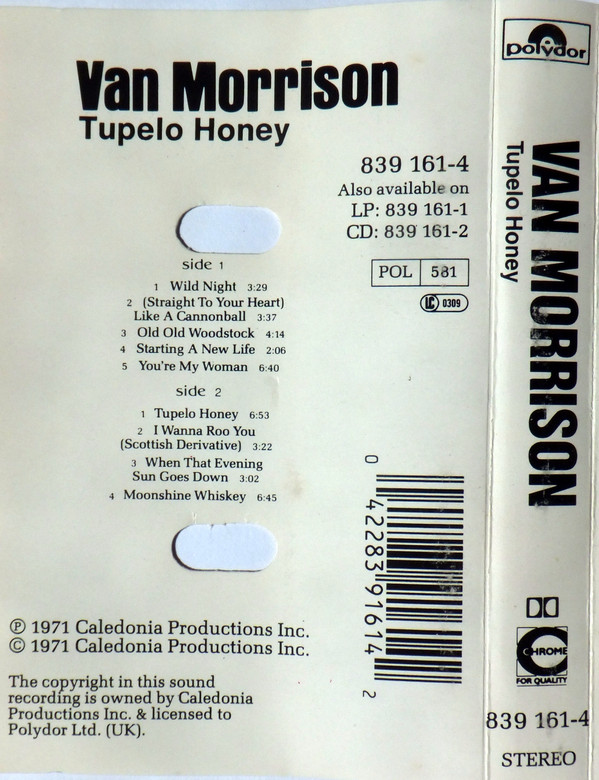 Van Morrison
Tupelo Honey
839 161-4
Also available on
LP: 839 161-1
CD: 839 161-2
POL 581
LC 0309
side 1
1 Wild Night 3:29
2 (Straight To Your Heart)
Like A Cannonball 3:37
3 Old Old Woodstock 4:14
4 Starting A New Life 2:06
5 You're My Woman 6:40
side 2
1 Tupelo Honey 6:53
2 I Wanna Roo You
(Scottish Derivative) 3:22
3 When That Evening
Sun Goes Down 3:02
4 Moonshine Whiskey 6:45
0 42283 91614 2
℗ 1971 Caledonia Productions Inc.
© 1971 Caledonia Productions Inc.
The copyright in this sound
recording is owned by Caledonia
Productions Inc. & licensed to
Polydor Ltd. (UK).
polydor
VAN MORRISON
Tupelo Honey
CHROME
FOR QUALITY
839 161-4
STEREO